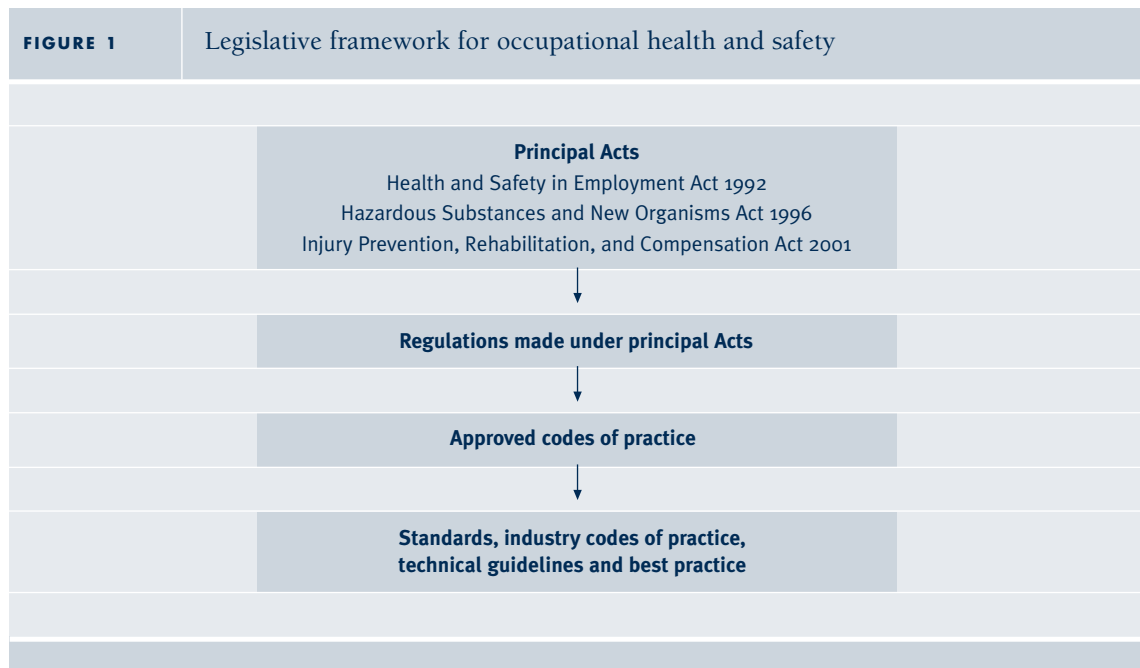 FIGURE 1
Legislative framework for occupational health and safety
Principal Acts
Health and Safety in Employment Act 1992
Hazardous Substances and New Organisms Act 1996
Injury Prevention, Rehabilitation, and Compensation Act 2001
Regulations made under principal Acts
Approved codes of practice
Standards, industry codes of practice,
technical guidelines and best practice